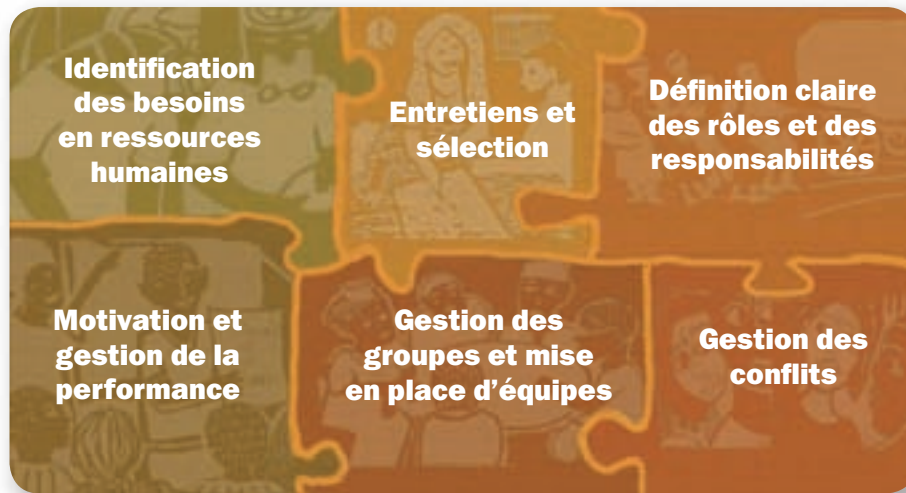 Identification
des besoins
en ressources
humaines
Entretiens et
sélection
Définition claire
des rôles et des
responsabilités
Motivation et
gestion de la
performance
Gestion des
groupes et mise
en place d’équipes
Gestion des
conflits